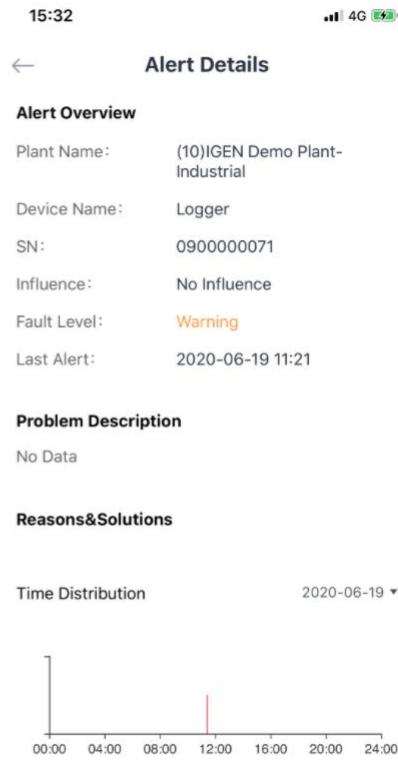 15:32
4G
Alert Details
Alert Overview
Plant Name: (10)IGEN Demo Plant-
Industrial
Device Name: Logger
SN: 0900000071
Influence: No Influence
Fault Level: Warning
Last Alert: 2020-06-19 11:21
Problem Description
No Data
Reasons&Solutions
Time Distribution 2020-06-19
00:00 04:00 08:00 12:00 16:00 20:00 24:00